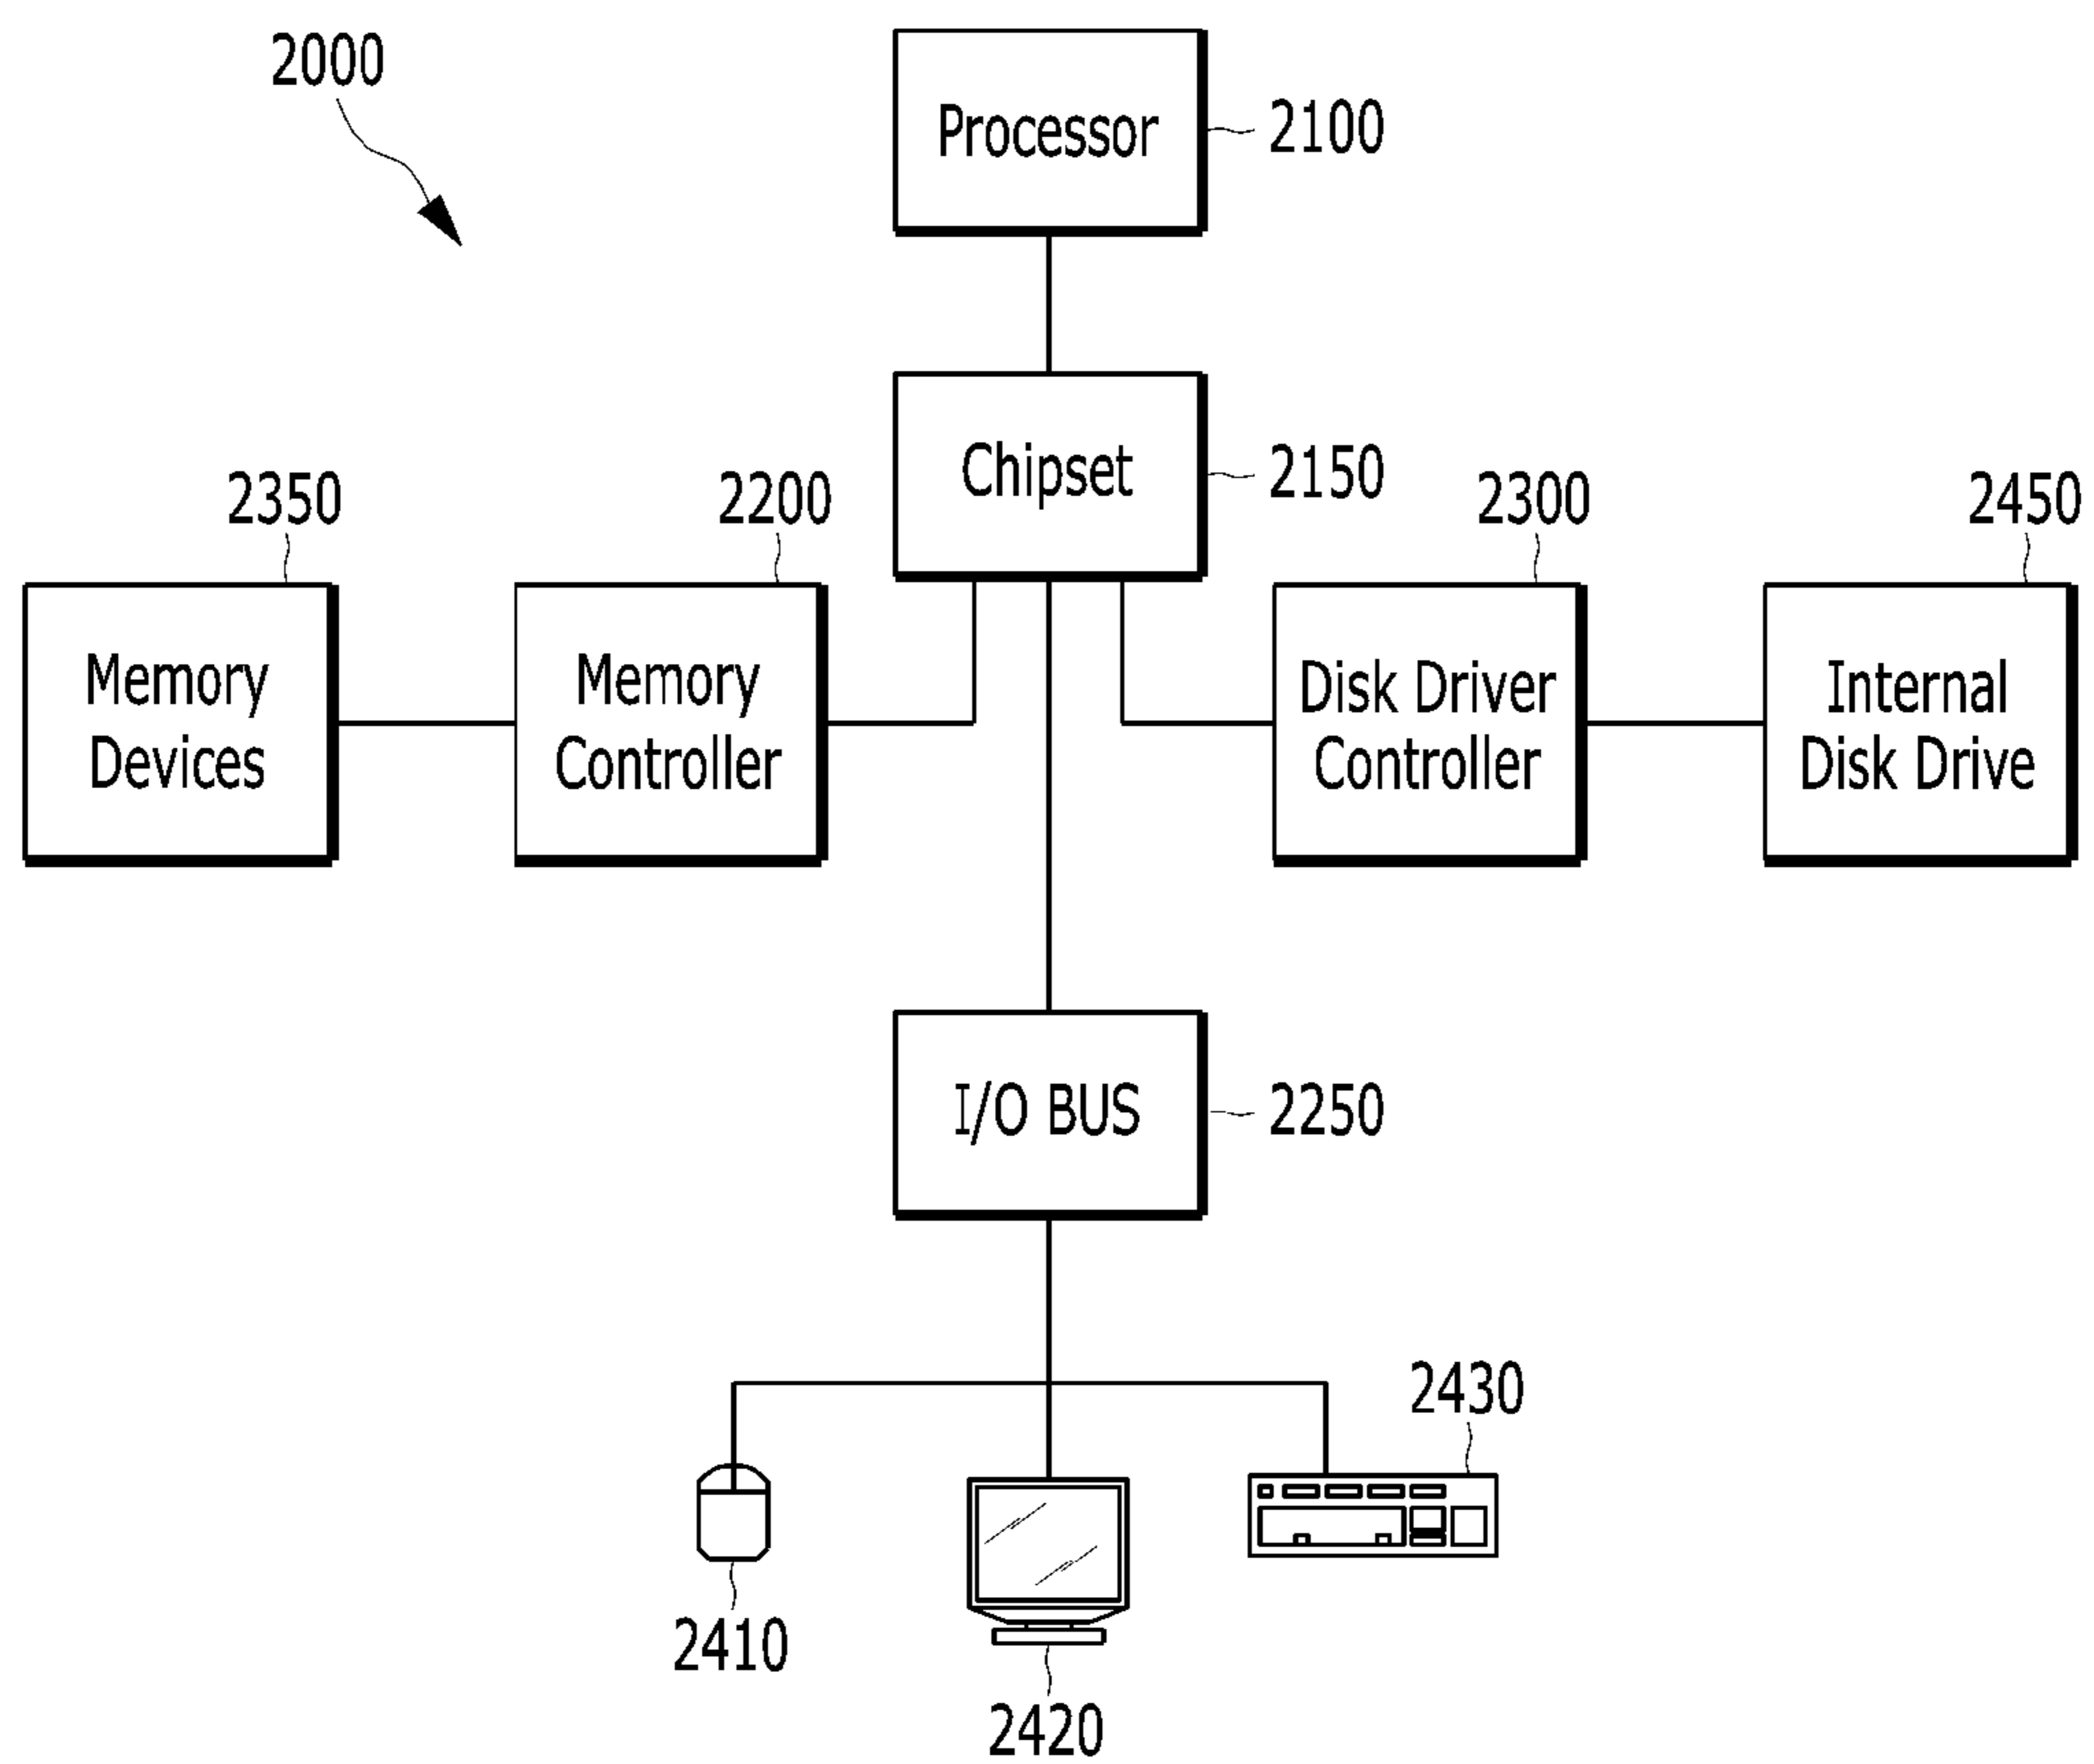 2000
Processor
2100
Chipset
2150
2350
2200
2300
2450
Memory
Devices
Memory
Controller
Disk Driver
Controller
Internal
Disk Drive
I/O BUS
2250
2430
2410
2420